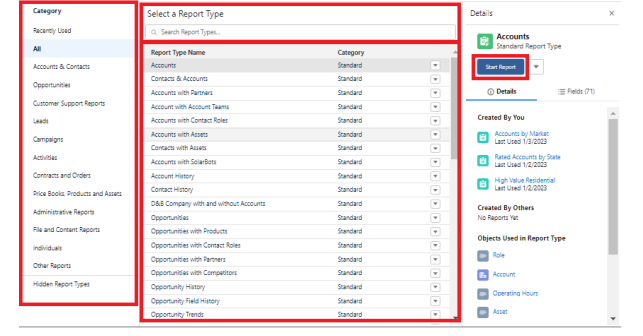 Category
Recently Used
All
Accounts & Contacts
Opportunities
Customer Support Reports
Leads
Campaigns
Activities
Contracts and Orders
Price Books, Products and Assets
Administrative Reports
File and Content Reports
Individuals
Other Reports
Hidden Report Types
Select a Report Type
Search Report Types...
Report Type Name Category
Accounts Standard
Contacts & Accounts Standard
Accounts with Partners Standard
Account with Account Teams Standard
Accounts with Contact Roles Standard
Accounts with Assets Standard
Contacts with Assets Standard
Accounts with SolarBots Standard
Account History Standard
Contact History Standard
D&B Company with and without Accounts Standard
Opportunities Standard
Opportunities with Products Standard
Opportunities with Contact Roles Standard
Opportunities with Partners Standard
Opportunities with Competitors Standard
Opportunity History Standard
Opportunity Field History Standard
Opportunity Trends Standard
Details
Accounts
Standard Report Type
Start Report
Details Fields (71)
Created By You
Accounts by Market
Last Used 1/3/2023
Rated Accounts by State
Last Used 1/2/2023
High Value Residential
Last Used 1/2/2023
Created By Others
No Reports Yet
Objects Used in Report Type
Role
Account
Operating Hours
Asset